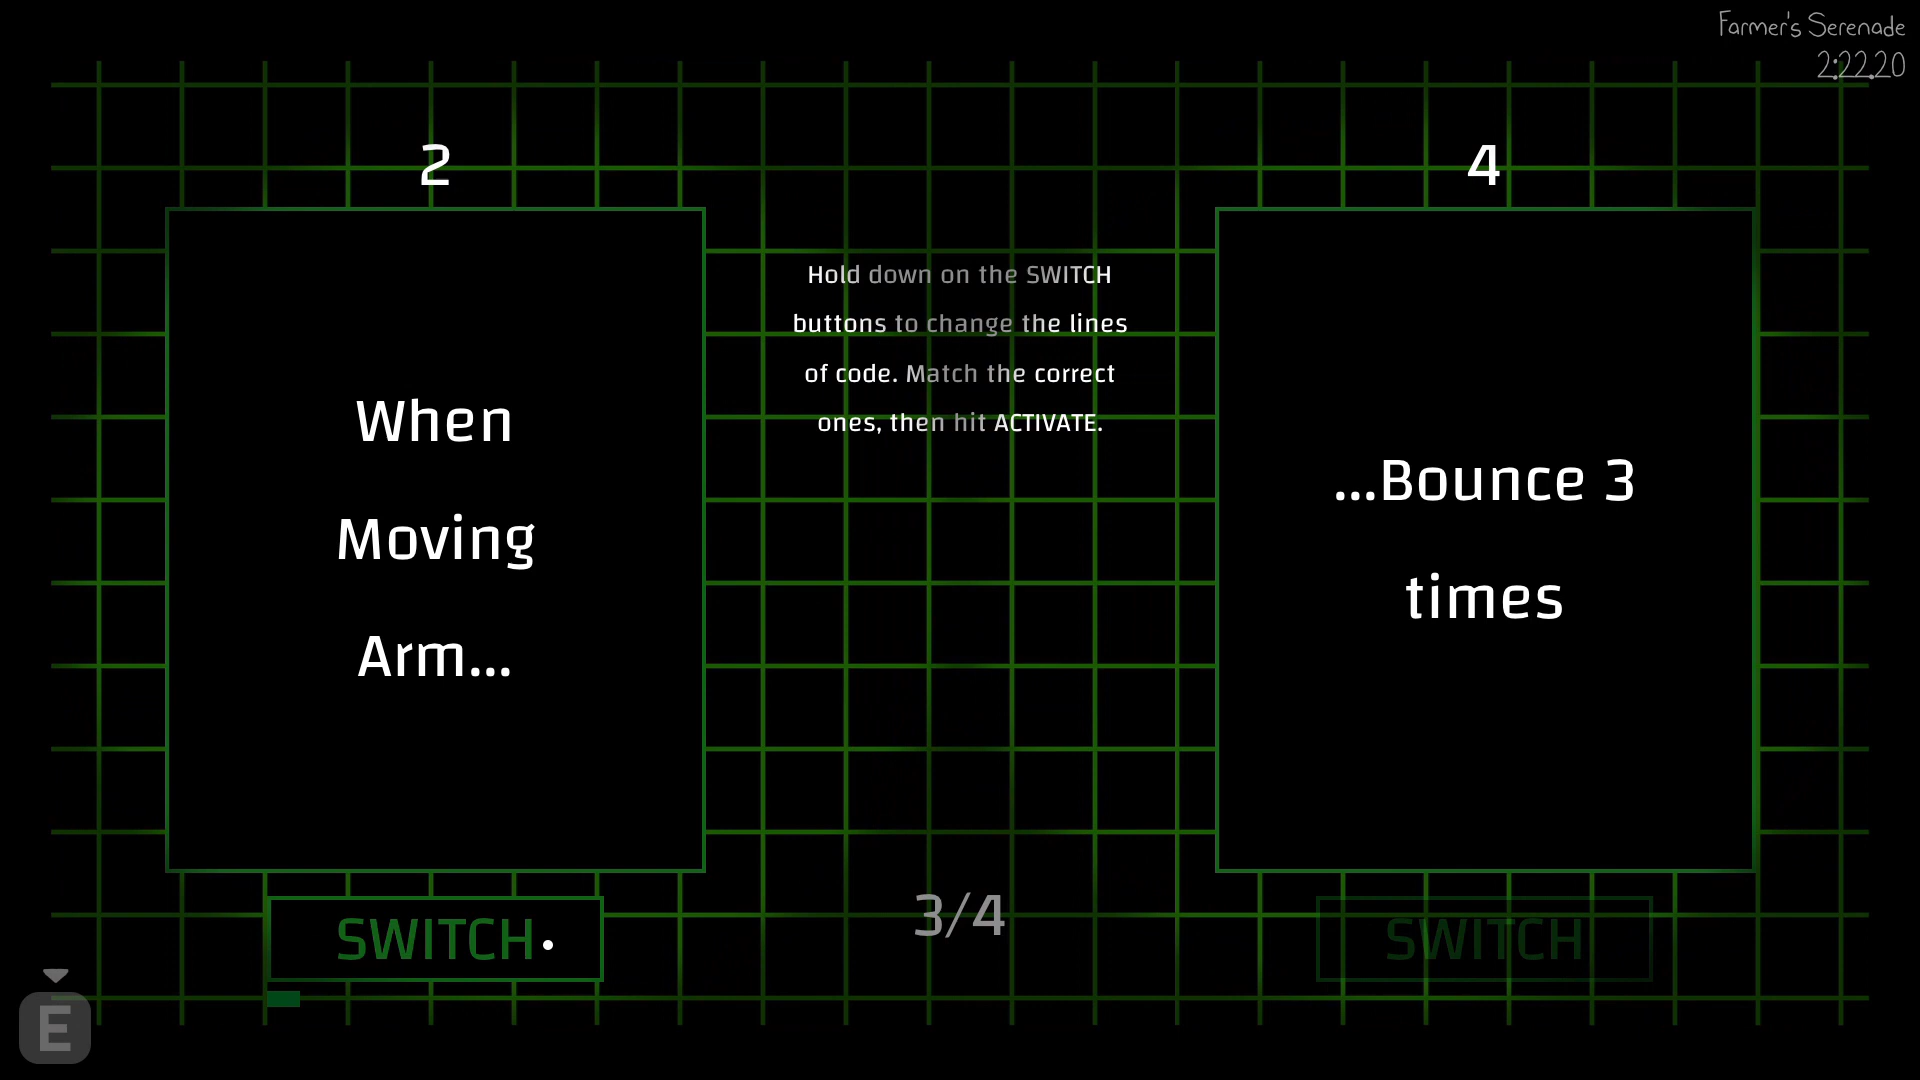 Farmer's Serenade
2:22.20
2
4
Hold down on the SWITCH
buttons to change the lines
of code. Match the correct
ones, then hit ACTIVATE.
When
Moving
Arm...
...Bounce 3
times
3/4
SWITCH
SWITCH
E